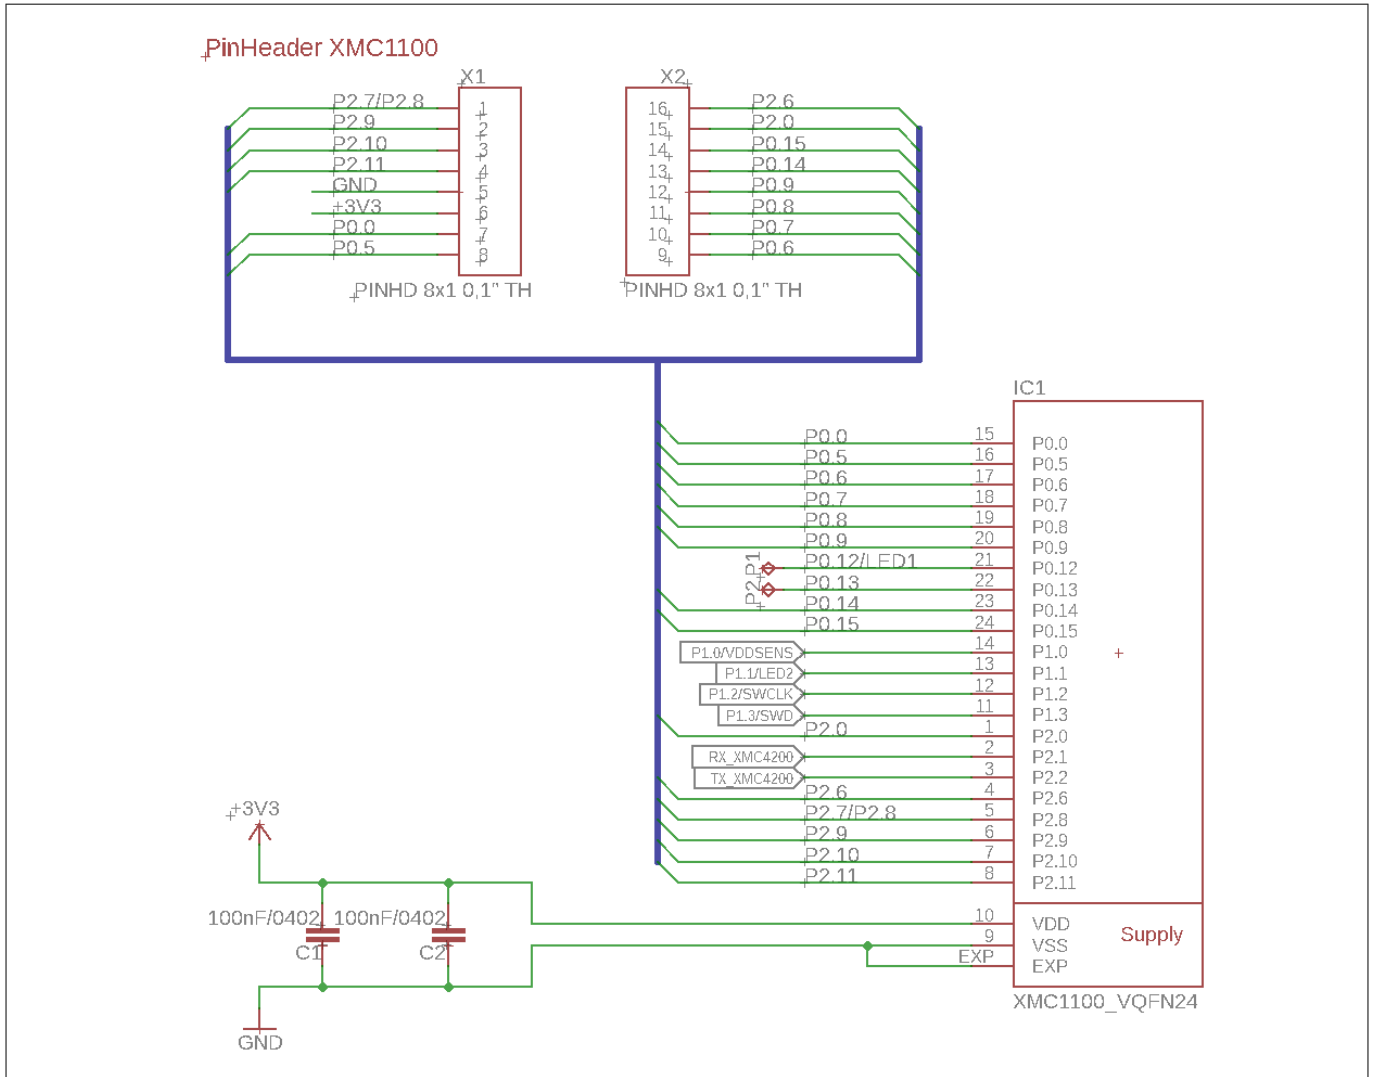 PinHeader XMC1100
X1
X2
P2.7/P2.8 1
P2.9 2
P2.10 3
P2.11 4
GND 5
+3V3 6
P0.0 7
P0.5 8
PINHD 8x1 0,1" TH
16 P2.6
15 P2.0
14 P0.15
13 P0.14
12 P0.9
11 P0.8
10 P0.7
9 P0.6
PINHD 8x1 0,1" TH
IC1
P0.0 15 P0.0
P0.5 16 P0.5
P0.6 17 P0.6
P0.7 18 P0.7
P0.8 19 P0.8
P0.9 20 P0.9
P1 P0.12/LED1 21 P0.12
P2 P0.13 22 P0.13
P0.14 23 P0.14
P0.15 24 P0.15
P1.0/VDDSENS 14 P1.0
P1.1/LED2 13 P1.1
P1.2/SWCLK 12 P1.2
P1.3/SWD 11 P1.3
P2.0 1 P2.0
RX_XMC4200 2 P2.1
TX_XMC4200 3 P2.2
P2.6 4 P2.6
P2.7/P2.8 5 P2.8
P2.9 6 P2.9
P2.10 7 P2.10
P2.11 8 P2.11
10 VDD
9 VSS
EXP EXP
Supply
XMC1100_VQFN24
+3V3
100nF/0402 100nF/0402
C1 C2
GND